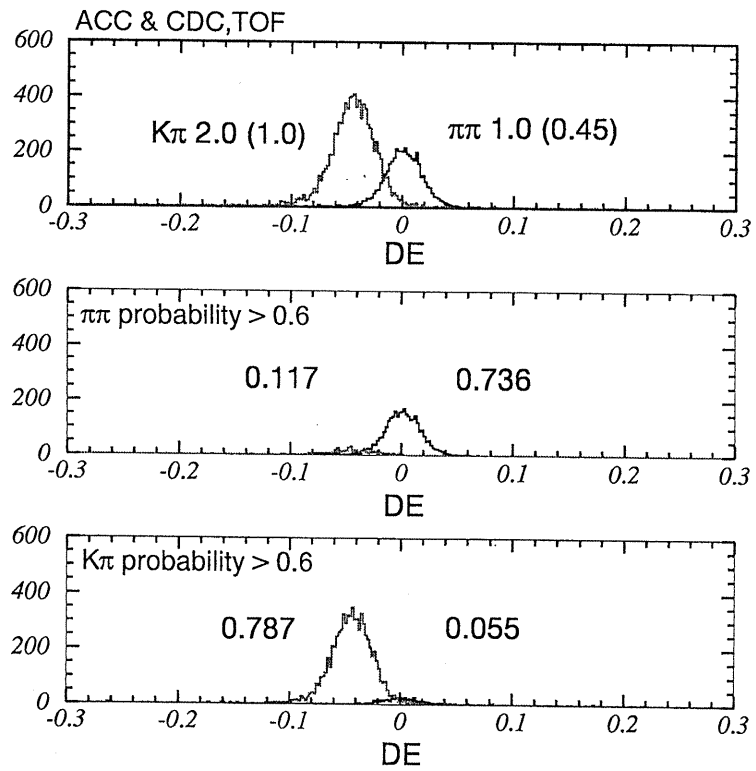 ACC & CDC,TOF
600
400
200
0
Kπ 2.0 (1.0)
ππ 1.0 (0.45)
-0.3 -0.2 -0.1 0 0.1 0.2 0.3
DE
600
400
200
0
ππ probability > 0.6
0.117
0.736
-0.3 -0.2 -0.1 0 0.1 0.2 0.3
DE
600
400
200
0
Kπ probability > 0.6
0.787
0.055
-0.3 -0.2 -0.1 0 0.1 0.2 0.3
DE